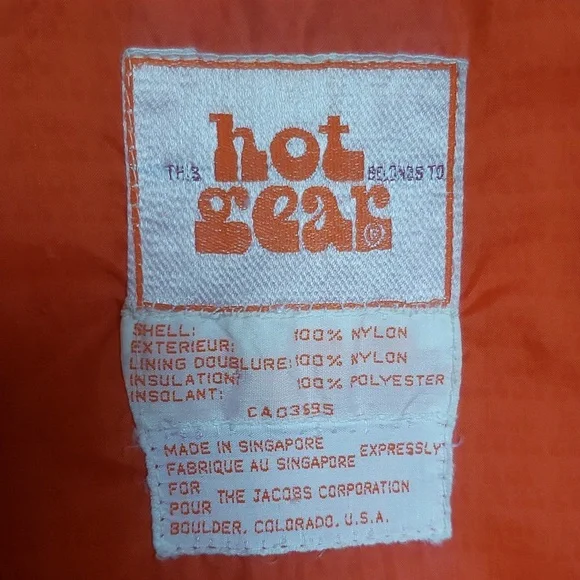 hot
THIS BELONGS TO
gear®
SHELL: 100% NYLON
EXTERIEUR:
LINING DOUBLURE: 100% NYLON
INSULATION: 100% POLYESTER
INSOLANT:
CA03695
MADE IN SINGAPORE EXPRESSLY
FABRIQUE AU SINGAPORE
FOR
POUR THE JACOBS CORPORATION
BOULDER, COLORADO, U.S.A.